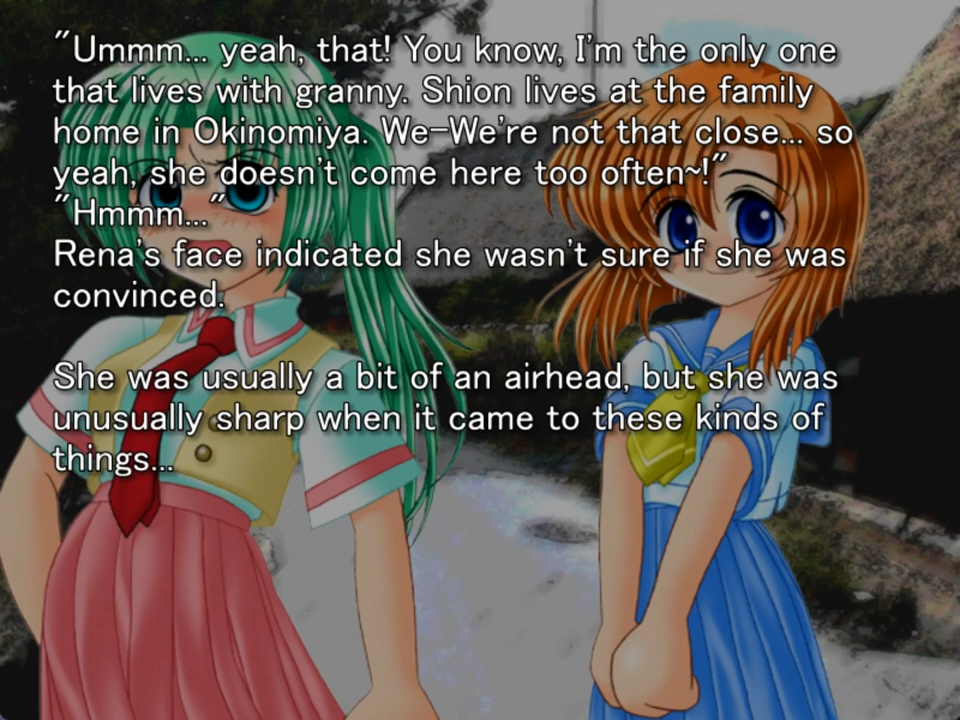 "Ummm... yeah, that! You know, I'm the only one
that lives with granny. Shion lives at the family
home in Okinomiya. We-We're not that close... so
yeah, she doesn't come here too often~!"
"Hmmm..."
Rena's face indicated she wasn't sure if she was
convinced.
She was usually a bit of an airhead, but she was
unusually sharp when it came to these kinds of
things...